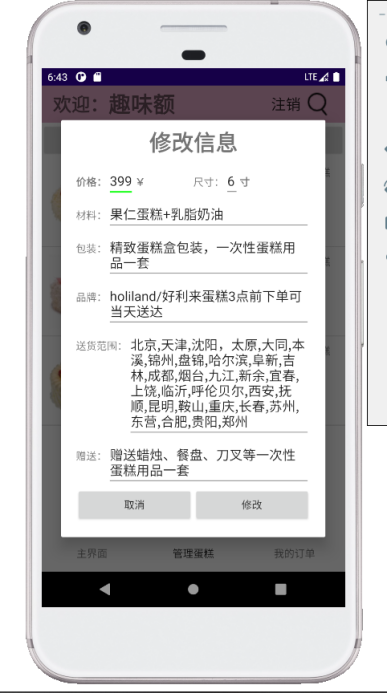 6:43 LTE
欢迎: 趣味额 注销
修改信息
价格: 399 ¥ 尺寸: 6 寸
材料: 果仁蛋糕+乳脂奶油
包装: 精致蛋糕盒包装，一次性蛋糕用
品一套
品牌: holiland/好利来蛋糕3点前下单可
当天送达
送货范围: 北京,天津,沈阳，太原,大同,本
溪,锦州,盘锦,哈尔滨,阜新,吉
林,成都,烟台,九江,新余,宜春,
上饶,临沂,呼伦贝尔,西安,抚
顺,昆明,鞍山,重庆,长春,苏州,
东营,合肥,贵阳,郑州
赠送: 赠送蜡烛、餐盘、刀叉等一次性
蛋糕用品一套
取消 修改
主界面 管理蛋糕 我的订单